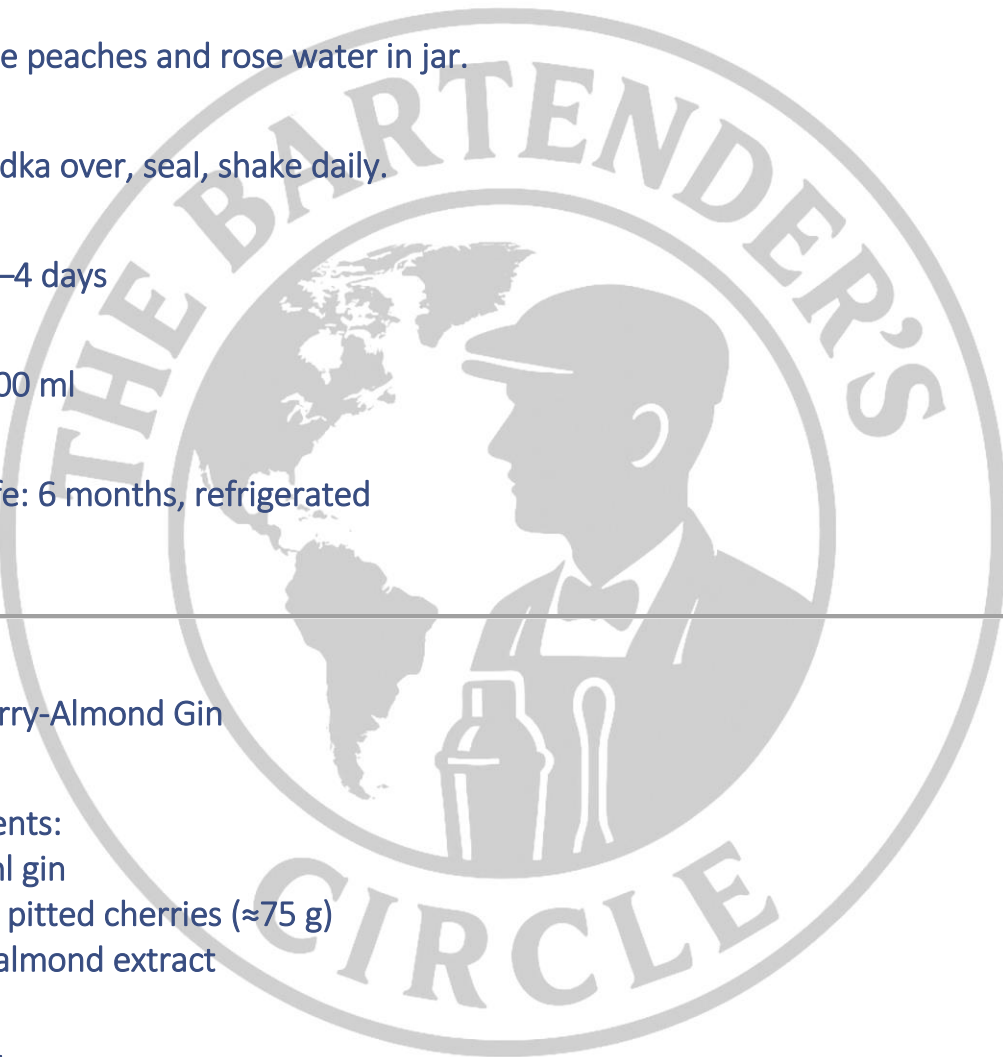 e peaches and rose water in jar.
dka over, seal, shake daily.
–4 days
00 ml
fe: 6 months, refrigerated
rry-Almond Gin
ents:
l gin
pitted cherries (≈75 g)
almond extract
THE BARTENDER'S
CIRCLE